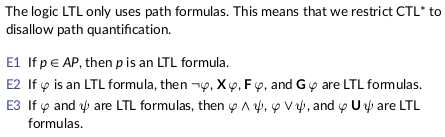 The logic LTL only uses path formulas. This means that we restrict CTL* to
disallow path quantification.
E1 If p ∈ AP, then p is an LTL formula.
E2 If φ is an LTL formula, then ¬φ, X φ, F φ, and G φ are LTL formulas.
E3 If φ and ψ are LTL formulas, then φ ∧ ψ, φ ∨ ψ, and φ U ψ are LTL
formulas.